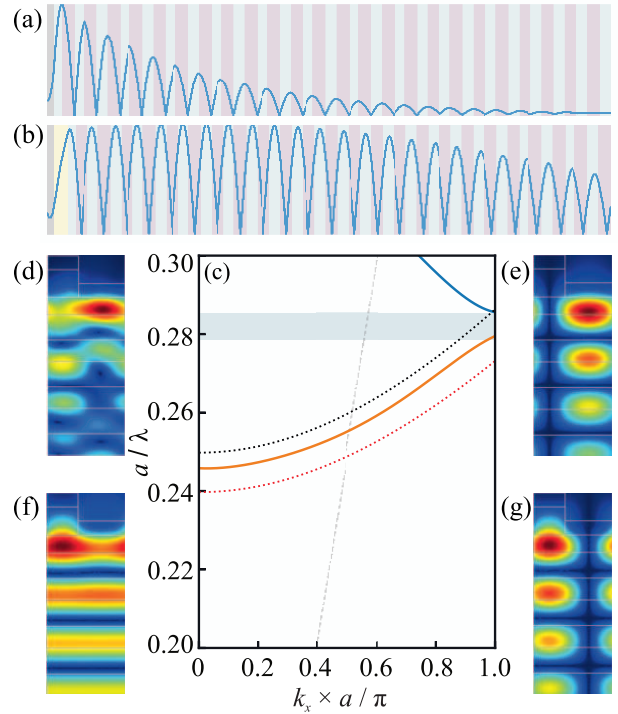 (a)
(b)
(d)
(c)
(e)
(f)
(g)
0.30
0.28
0.26
0.24
0.22
0.20
a / λ
0 0.2 0.4 0.6 0.8 1.0
kₓ × a / π